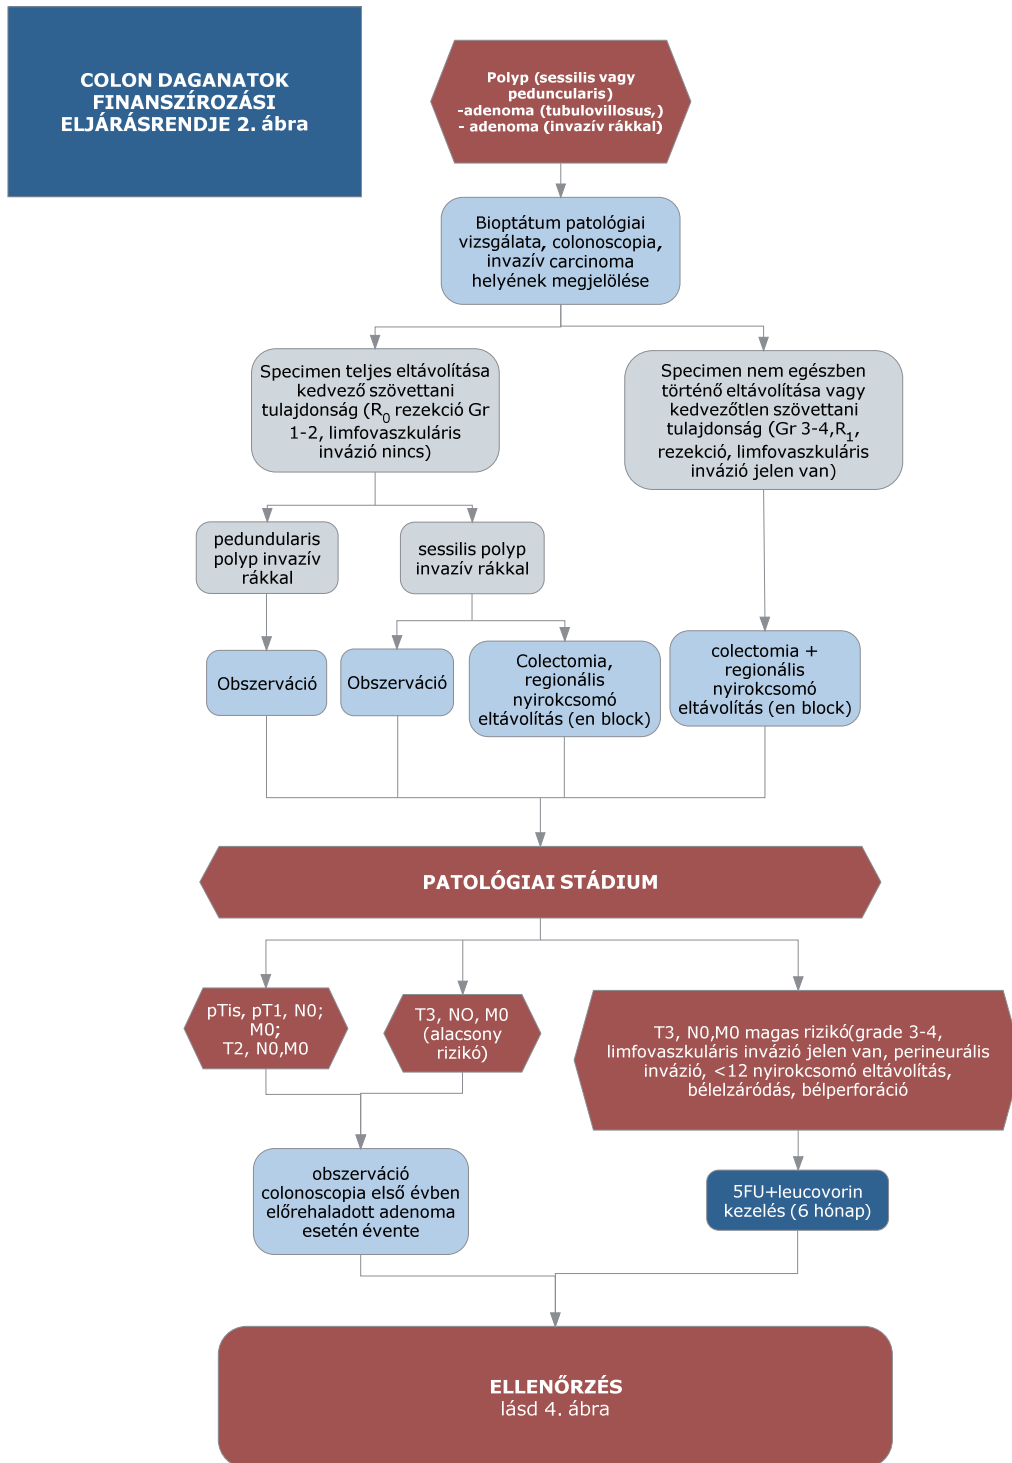 COLON DAGANATOK
FINANSZÍROZÁSI
ELJÁRÁSRENDJE 2. ábra
Polyp (sessilis vagy
peduncularis)
-adenoma (tubulovillosus,)
- adenoma (invazív rákkal)
Bioptátum patológiai
vizsgálata, colonoscopia,
invazív carcinoma
helyének megjelölése
Specimen teljes eltávolítása
kedvező szövettani
tulajdonság (R0 rezekció Gr
1-2, limfovaszkuláris
invázió nincs)
Specimen nem egészben
történő eltávolítása vagy
kedvezőtlen szövettani
tulajdonság (Gr 3-4,R1,
rezekció, limfovaszkuláris
invázió jelen van)
pedundularis
polyp invazív
rákkal
sessilis polyp
invazív rákkal
Obszerváció
Obszerváció
Colectomia,
regionális
nyirokcsomó
eltávolítás (en block)
colectomia +
regionális
nyirokcsomó
eltávolítás (en block)
PATOLÓGIAI STÁDIUM
pTis, pT1, N0;
M0;
T2, N0,M0
T3, NO, M0
(alacsony
rizikó)
T3, N0,M0 magas rizikó(grade 3-4,
limfovaszkuláris invázió jelen van, perineurális
invázió, <12 nyirokcsomó eltávolítás,
bélelzáródás, bélperforáció
obszerváció
colonoscopia első évben
előrehaladott adenoma
esetén évente
5FU+leucovorin
kezelés (6 hónap)
ELLENŐRZÉS
lásd 4. ábra